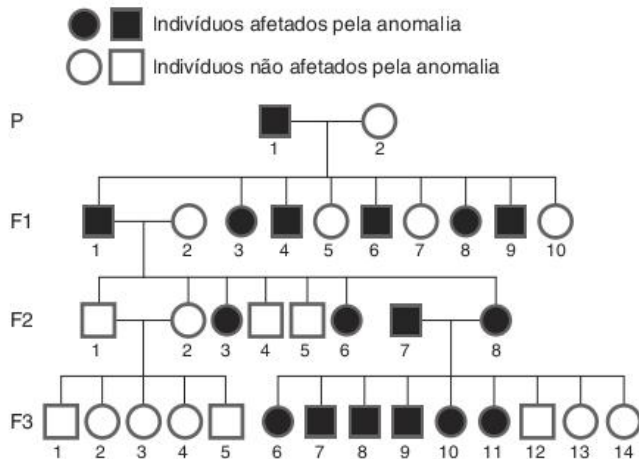 Indivíduos afetados pela anomalia
Indivíduos não afetados pela anomalia
P
1 2
F1
1 2 3 4 5 6 7 8 9 10
F2
1 2 3 4 5 6 7 8
F3
1 2 3 4 5 6 7 8 9 10 11 12 13 14